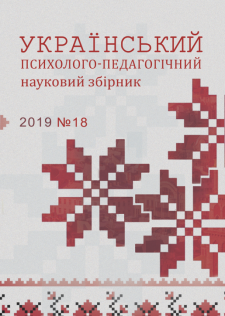 УКРАЇНСЬКИЙ
ПСИХОЛОГО-ПЕДАГОГІЧНИЙ
науковий збірник
2019 №18